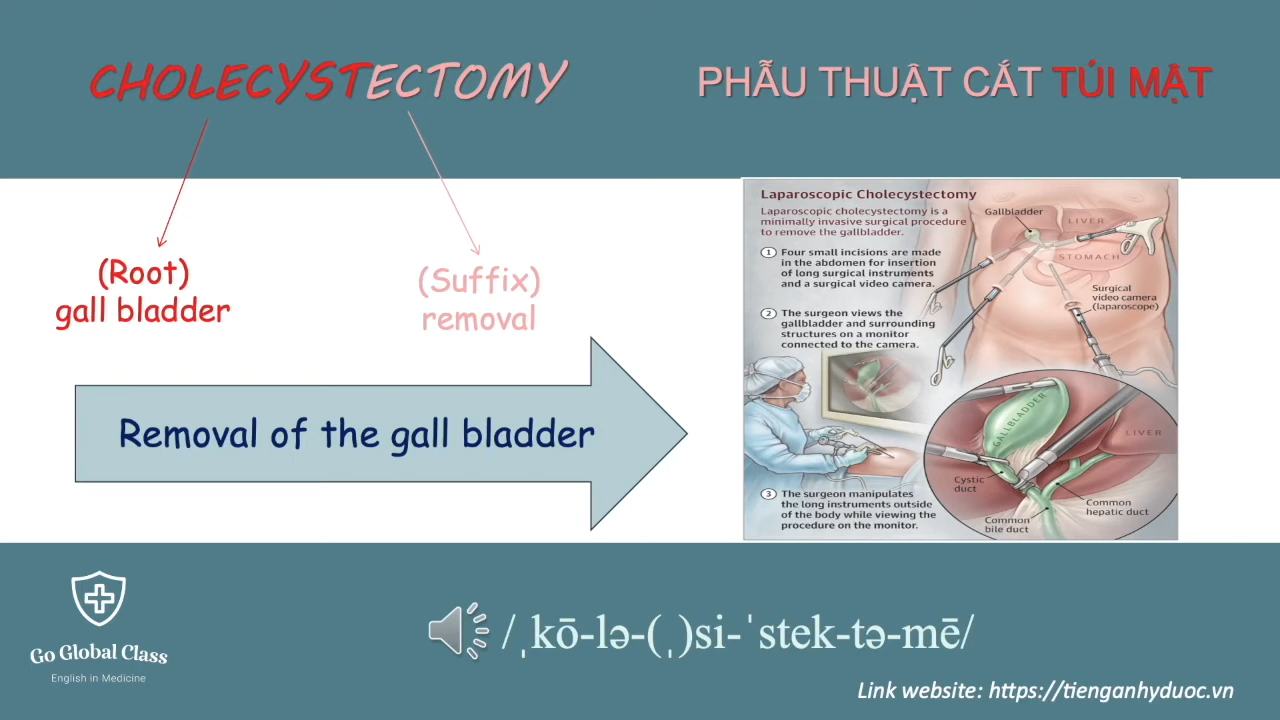 CHOLECYSTECTOMY
PHẪU THUẬT CẮT TÚI MẬT
(Root)
gall bladder
(Suffix)
removal
Removal of the gall bladder
Laparoscopic Cholecystectomy
Laparoscopic cholecystectomy is a
minimally invasive surgical procedure
to remove the gallbladder.
1 Four small incisions are made
in the abdomen for insertion
of long surgical instruments
and a surgical video camera.
2 The surgeon views the
gallbladder and surrounding
structures on a monitor
connected to the camera.
3 The surgeon manipulates
the long instruments outside
of the body while viewing the
procedure on the monitor.
Gallbladder
LIVER
STOMACH
Surgical
video camera
(laparoscope)
GALLBLADDER
LIVER
Cystic
duct
Common
hepatic duct
Common
bile duct
Go Global Class
English in Medicine
/ˌkō-lə-(ˌ)si-ˈstek-tə-mē/
Link website: https://tienganhyduoc.vn